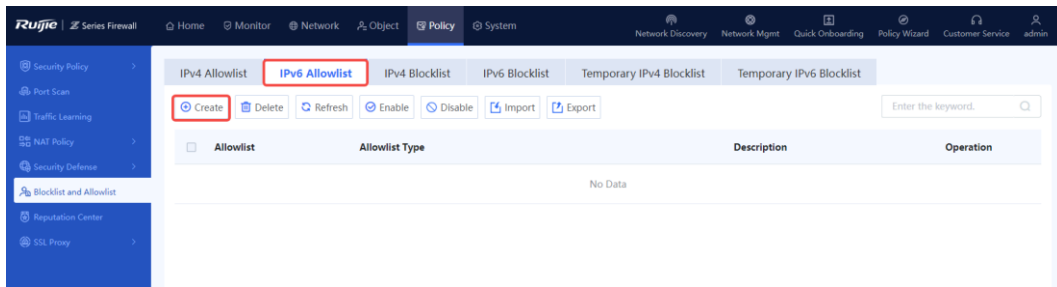 Ruijie | Z Series Firewall Home Monitor Network Object Policy System Network Discovery Network Mgmt Quick Onboarding Policy Wizard Customer Service admin
Security Policy
Port Scan
Traffic Learning
NAT Policy
Security Defense
Blocklist and Allowlist
Reputation Center
SSL Proxy
IPv4 Allowlist IPv6 Allowlist IPv4 Blocklist IPv6 Blocklist Temporary IPv4 Blocklist Temporary IPv6 Blocklist
Create Delete Refresh Enable Disable Import Export Enter the keyword.
Allowlist Allowlist Type Description Operation
No Data